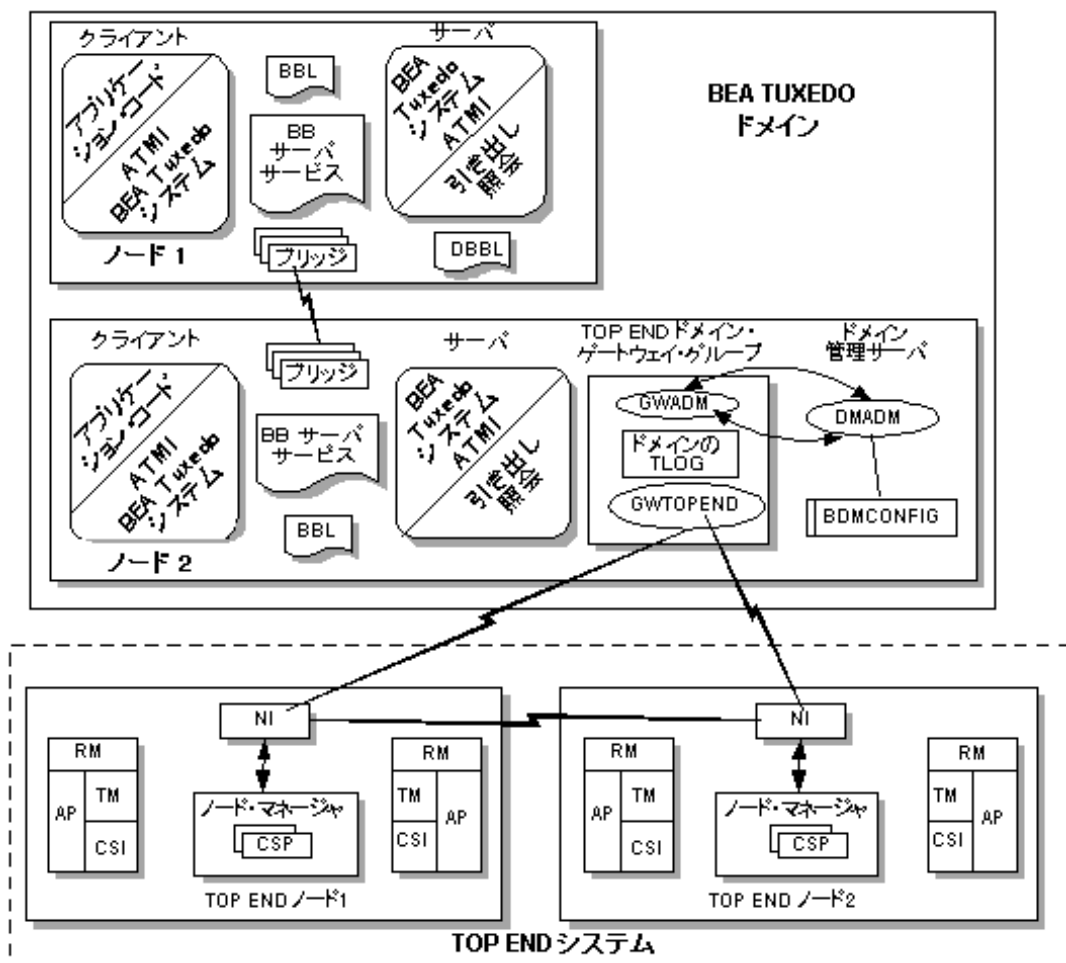 クライアント
アプリケー
ション・コード
ATMI
BEA Tuxedo
システム
ノード 1
BBL
BB
サーバ
サービス
ブリッジ
サーバ
BEA
Tuxedo
システム
ATMI
引き出し
照会
DBBL
BEA TUXEDO
ドメイン
クライアント
アプリケー
ション・コード
ATMI
BEA Tuxedo
システム
ノード 2
ブリッジ
BB サーバ
サービス
BBL
サーバ
BEA
Tuxedo
システム
ATMI
引き出し
照会
TOP END ドメイン・
ゲートウェイ・グループ
GWADM
ドメインの
TLOG
GWTOPEND
ドメイン
管理サーバ
DMADM
BDMCONFIG
NI
RM
AP
TM
CSI
ノード・マネージャ
CSP
RM
TM
CSI
AP
TOP END ノード1
NI
RM
AP
TM
CSI
ノード・マネージャ
CSP
RM
TM
CSI
AP
TOP END ノード2
TOP END システム